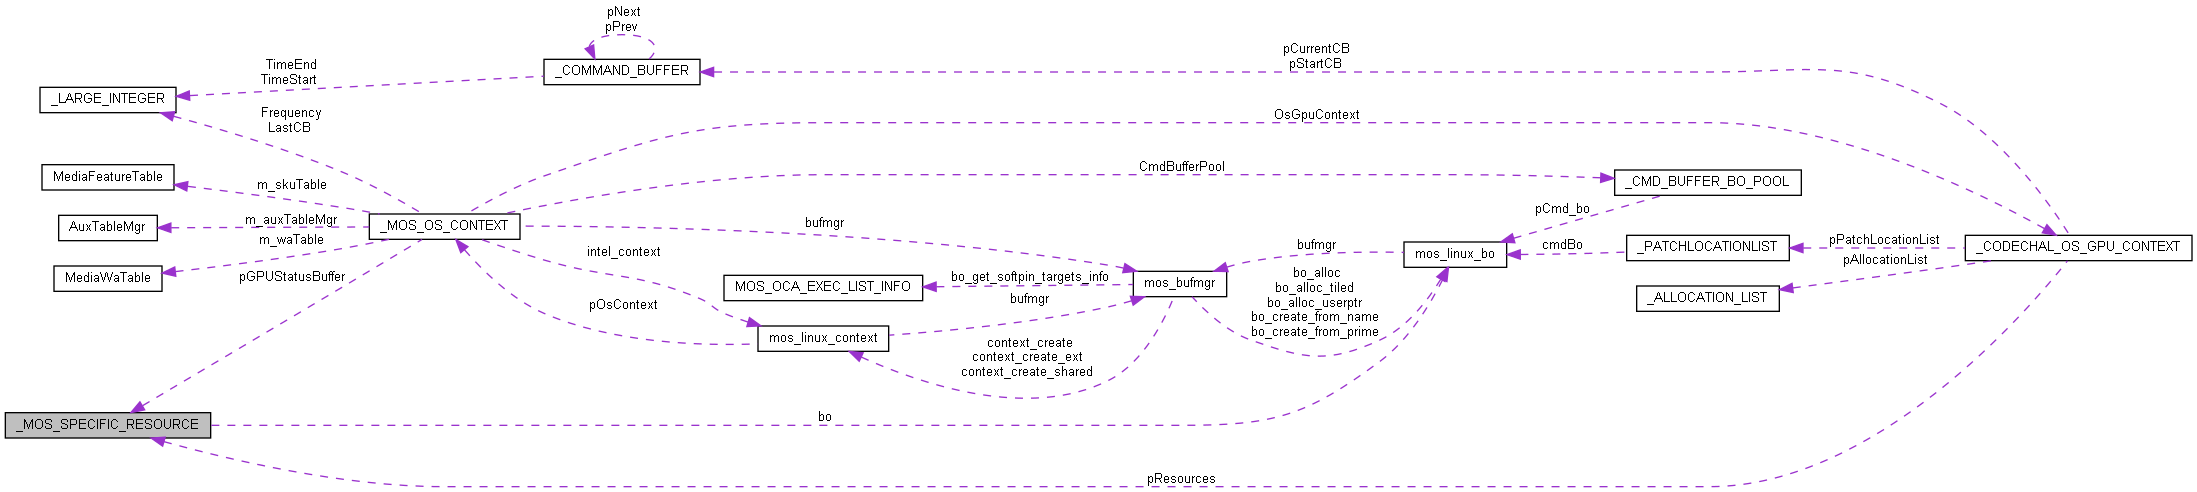 pNext
pPrev
pCurrentCB
pStartCB
TimeEnd
TimeStart
_COMMAND_BUFFER
_LARGE_INTEGER
Frequency
LastCB
OsGpuContext
CmdBufferPool
MediaFeatureTable
m_skuTable
_CMD_BUFFER_BO_POOL
pCmd_bo
AuxTableMgr
m_auxTableMgr
m_waTable
_MOS_OS_CONTEXT
bufmgr
intel_context
bufmgr
mos_linux_bo
cmdBo
_PATCHLOCATIONLIST
pPatchLocationList
pAllocationList
_CODECHAL_OS_GPU_CONTEXT
MediaWaTable
pGPUStatusBuffer
MOS_OCA_EXEC_LIST_INFO
bo_get_softpin_targets_info
mos_bufmgr
bo_alloc
bo_alloc_tiled
bo_alloc_userptr
bo_create_from_name
bo_create_from_prime
_ALLOCATION_LIST
pOsContext
bufmgr
mos_linux_context
context_create
context_create_ext
context_create_shared
_MOS_SPECIFIC_RESOURCE
bo
pResources